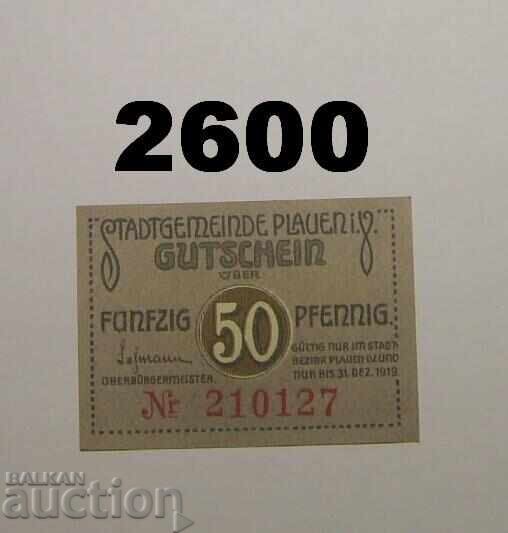 2600
STADTGEMEINDE PLAUEN i. V.
GUTSCHEIN
ÜBER
FÜNFZIG 50 PFENNIG.
GÜLTIG NUR IM STADT-
BEZIRK PLAUEN I.V. UND
NUR BIS 31. DEZ. 1919.
OBERBÜRGERMEISTER.
Nr 210127
BALKAN
auction